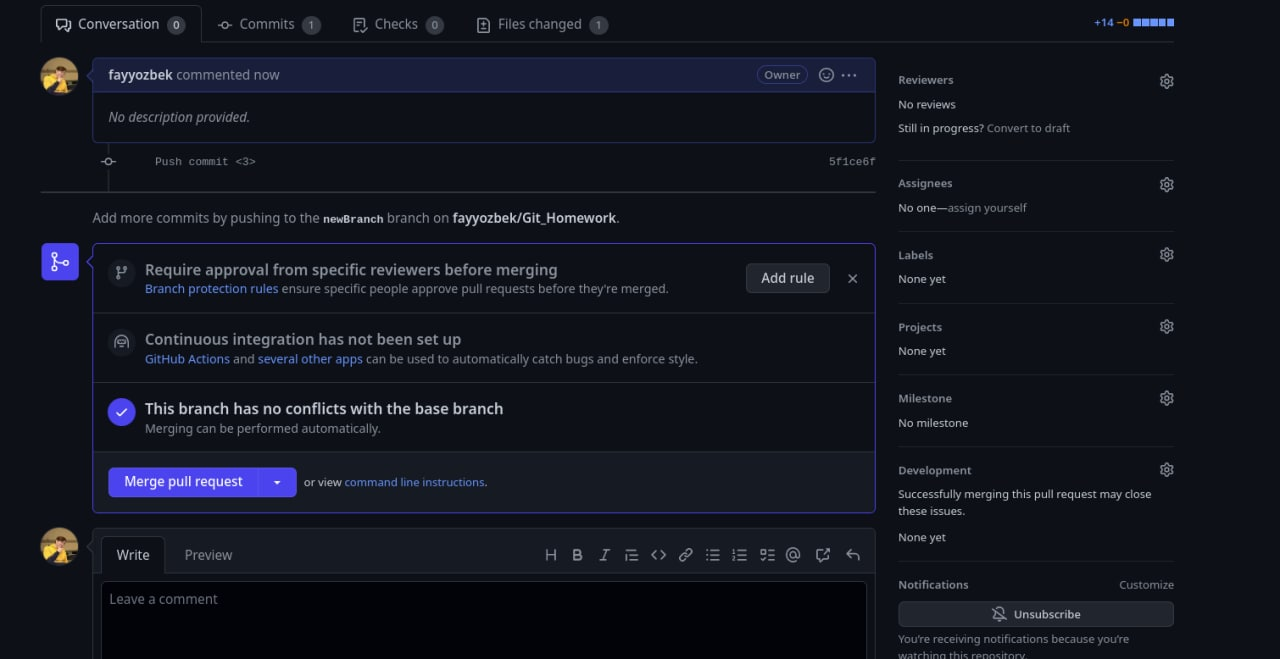 Conversation 0 Commits 1 Checks 0 Files changed 1 +14 −0
fayyozbek commented now Owner
No description provided.
Push commit <3> 5f1ce6f
Add more commits by pushing to the newBranch branch on fayyozbek/Git_Homework.
Require approval from specific reviewers before merging
Branch protection rules ensure specific people approve pull requests before they're merged.
Add rule
Continuous integration has not been set up
GitHub Actions and several other apps can be used to automatically catch bugs and enforce style.
This branch has no conflicts with the base branch
Merging can be performed automatically.
Merge pull request or view command line instructions.
Write Preview
Leave a comment
Reviewers
No reviews
Still in progress? Convert to draft
Assignees
No one—assign yourself
Labels
None yet
Projects
None yet
Milestone
No milestone
Development
Successfully merging this pull request may close
these issues.
None yet
Notifications Customize
Unsubscribe
You're receiving notifications because you're
watching this repository.